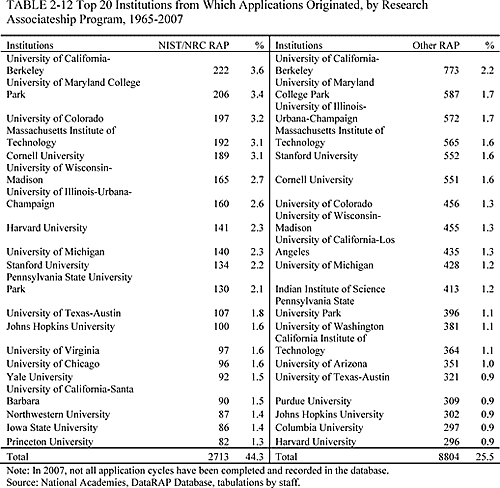 TABLE 2-12 Top 20 Institutions from Which Applications Originated, by Research
Associateship Program, 1965-2007
Institutions NIST/NRC RAP % Institutions Other RAP %
University of California- University of California-
Berkeley 222 3.6 Berkeley 773 2.2
University of Maryland College University of Maryland
Park 206 3.4 College Park 587 1.7
University of Illinois-
University of Colorado 197 3.2 Urbana-Champaign 572 1.7
Massachusetts Institute of Massachusetts Institute of
Technology 192 3.1 Technology 565 1.6
Cornell University 189 3.1 Stanford University 552 1.6
University of Wisconsin-
Madison 165 2.7 Cornell University 551 1.6
University of Illinois-Urbana-
Champaign 160 2.6 University of Colorado 456 1.3
University of Wisconsin-
Harvard University 141 2.3 Madison 455 1.3
University of California-Los
University of Michigan 140 2.3 Angeles 435 1.3
Stanford University 134 2.2 University of Michigan 428 1.2
Pennsylvania State University
Park 130 2.1 Indian Institute of Science 413 1.2
Pennsylvania State
University of Texas-Austin 107 1.8 University Park 396 1.1
Johns Hopkins University 100 1.6 University of Washington 381 1.1
California Institute of
University of Virginia 97 1.6 Technology 364 1.1
University of Chicago 96 1.6 University of Arizona 351 1.0
Yale University 92 1.5 University of Texas-Austin 321 0.9
University of California-Santa
Barbara 90 1.5 Purdue University 309 0.9
Northwestern University 87 1.4 Johns Hopkins University 302 0.9
Iowa State University 86 1.4 Columbia University 297 0.9
Princeton University 82 1.3 Harvard University 296 0.9
Total 2713 44.3 Total 8804 25.5
Note: In 2007, not all application cycles have been completed and recorded in the database.
Source: National Academies, DataRAP Database, tabulations by staff.